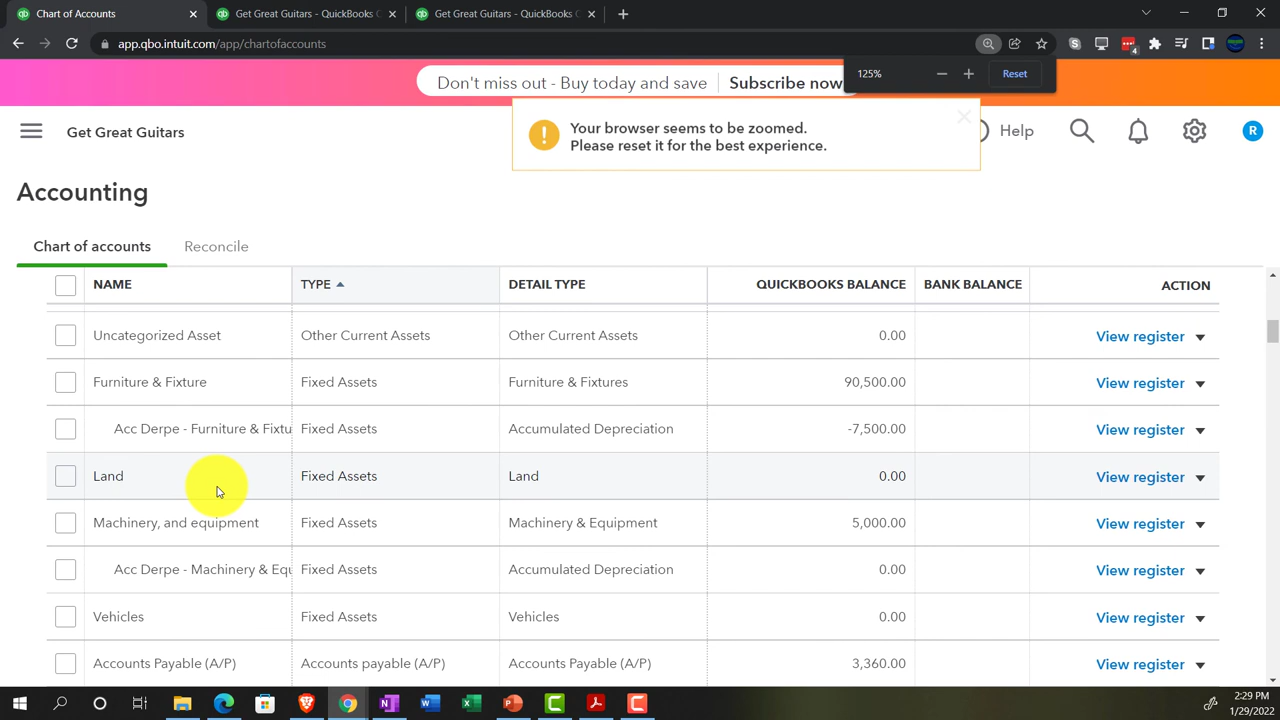 Chart of Accounts
Get Great Guitars - QuickBooks
Get Great Guitars - QuickBooks
app.qbo.intuit.com/app/chartofaccounts
4
Don't miss out - Buy today and save
Subscribe now
125%
Reset
Get Great Guitars
Your browser seems to be zoomed.
Please reset it for the best experience.
Help
R
Accounting
Chart of accounts
Reconcile
NAME TYPE DETAIL TYPE QUICKBOOKS BALANCE BANK BALANCE ACTION
Uncategorized Asset Other Current Assets Other Current Assets 0.00 View register
Furniture & Fixture Fixed Assets Furniture & Fixtures 90,500.00 View register
Acc Derpe - Furniture & Fixtu Fixed Assets Accumulated Depreciation -7,500.00 View register
Land Fixed Assets Land 0.00 View register
Machinery, and equipment Fixed Assets Machinery & Equipment 5,000.00 View register
Acc Derpe - Machinery & Equ Fixed Assets Accumulated Depreciation 0.00 View register
Vehicles Fixed Assets Vehicles 0.00 View register
Accounts Payable (A/P) Accounts payable (A/P) Accounts Payable (A/P) 3,360.00 View register
2:29 PM
1/29/2022